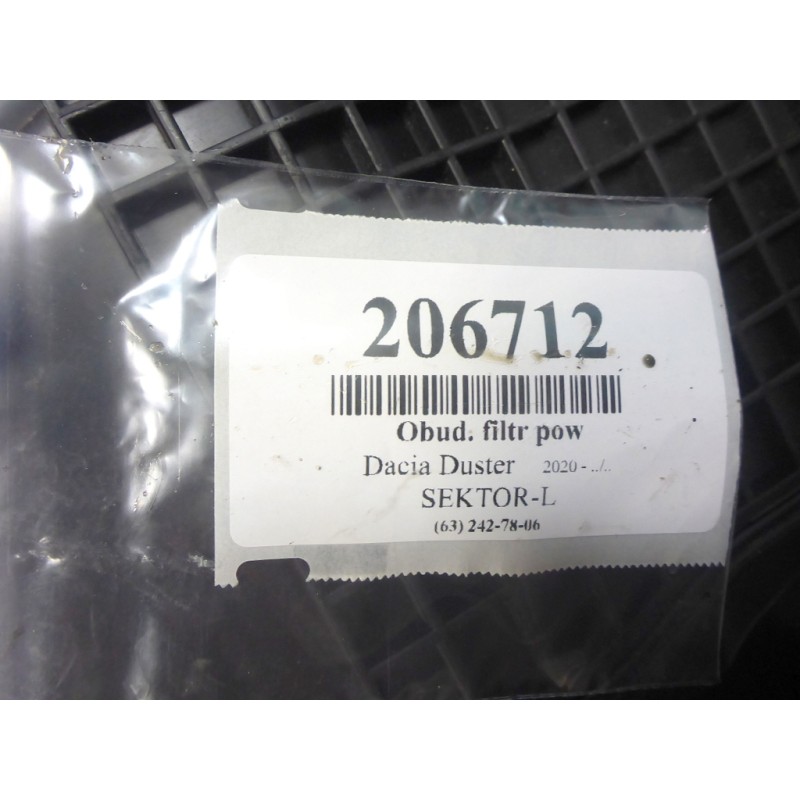 206712
Obud. filtr pow
Dacia Duster 2020 - ../..
SEKTOR-L
(63) 242-78-06